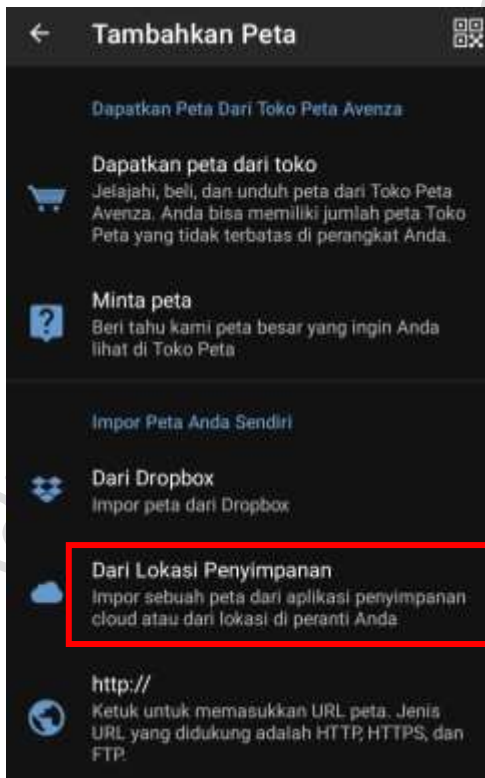 Tambahkan Peta
Dapatkan Peta Dari Toko Peta Avenza
Dapatkan peta dari toko
Jelajahi, beli, dan unduh peta dari Toko Peta
Avenza. Anda bisa memiliki jumlah peta Toko
Peta yang tidak terbatas di perangkat Anda.
Minta peta
Beri tahu kami peta besar yang ingin Anda
lihat di Toko Peta
Impor Peta Anda Sendiri
Dari Dropbox
Impor peta dari Dropbox
Dari Lokasi Penyimpanan
Impor sebuah peta dari aplikasi penyimpanan
cloud atau dari lokasi di peranti Anda
http://
Ketuk untuk memasukkan URL peta. Jenis
URL yang didukung adalah HTTP, HTTPS, dan
FTP.